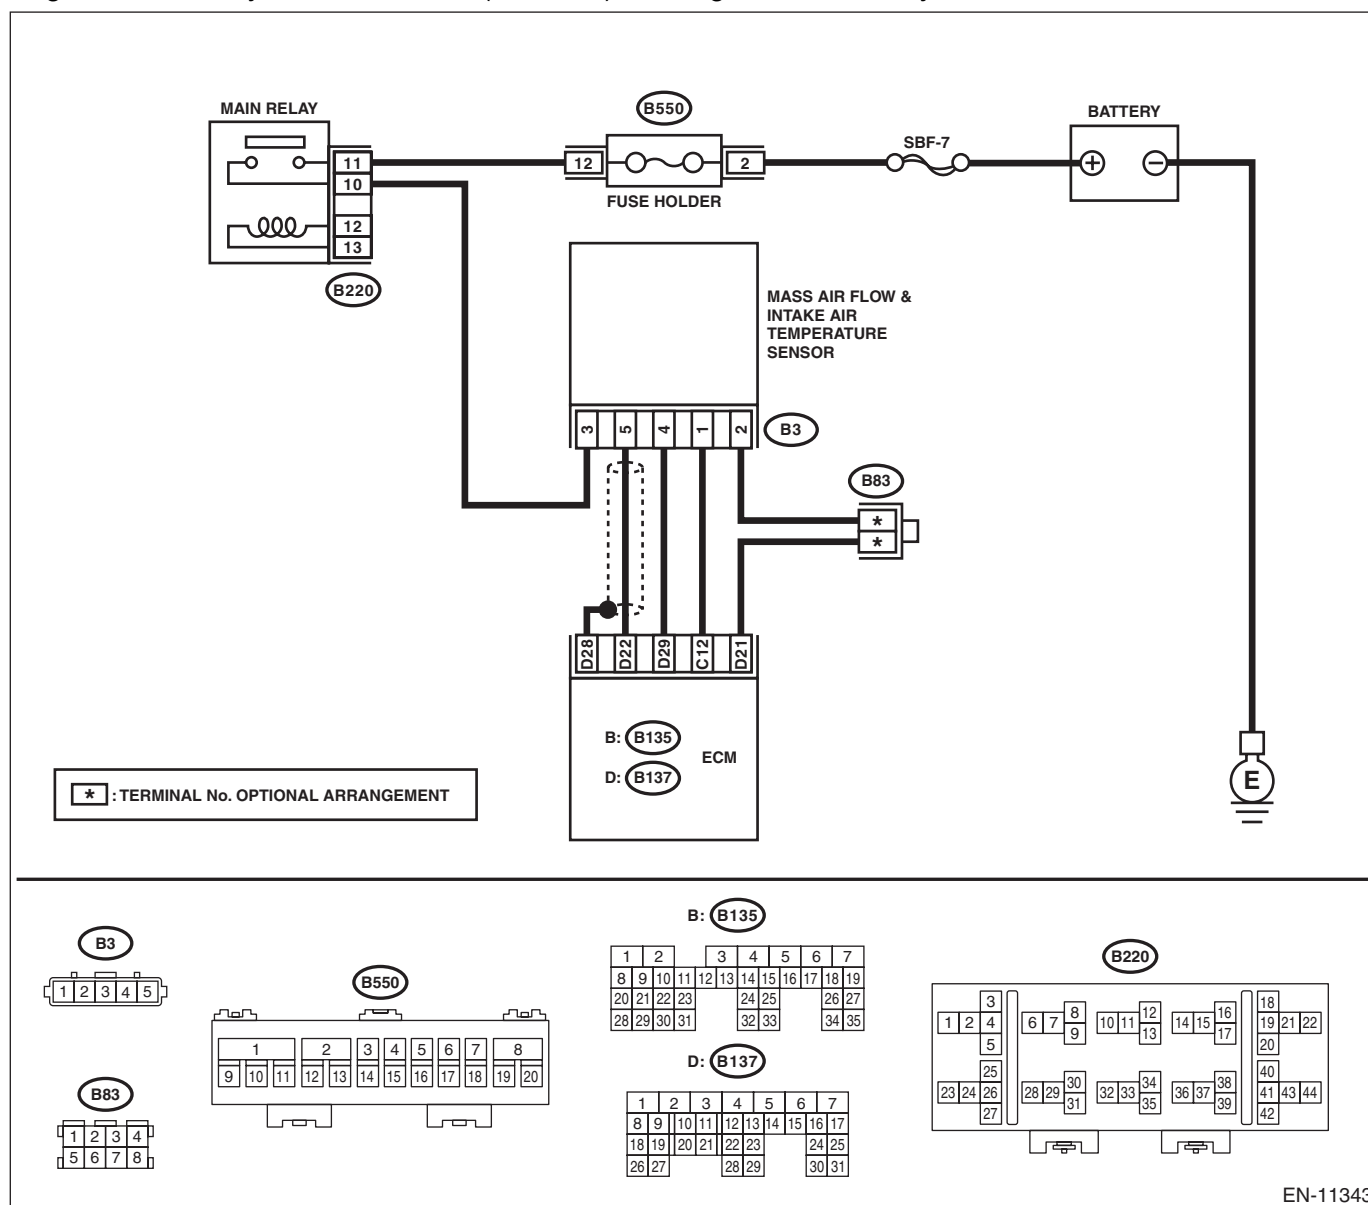 MAIN RELAY
B550
BATTERY
SBF-7
11
10
12
13
12
2
FUSE HOLDER
B220
MASS AIR FLOW &
INTAKE AIR
TEMPERATURE
SENSOR
3 5 4 1 2
B3
B83
*
*
D28 D22 D29 C12 D21
B: B135
ECM
D: B137
E
* : TERMINAL No. OPTIONAL ARRANGEMENT
B3
1 2 3 4 5
B83
1 2 3 4
5 6 7 8
B550
1 2 3 4 5 6 7 8
9 10 11 12 13 14 15 16 17 18 19 20
B: B135
1 2 3 4 5 6 7
8 9 10 11 12 13 14 15 16 17 18 19
20 21 22 23 24 25 26 27
28 29 30 31 32 33 34 35
D: B137
1 2 3 4 5 6 7
8 9 10 11 12 13 14 15 16 17
18 19 20 21 22 23 24 25
26 27 28 29 30 31
B220
3 18
8 12 16
1 2 4 6 7 10 11 14 15 19 21 22
9 13 17
5 20
25 40
30 34 38
23 24 26 28 29 32 33 36 37 41 43 44
31 35 39
27 42
EN-11343